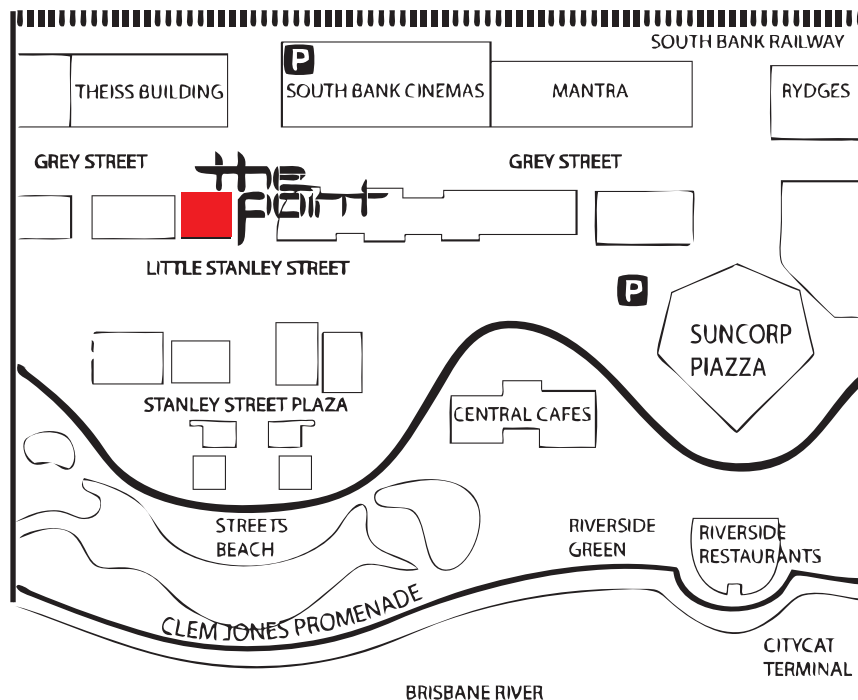 SOUTH BANK RAILWAY
P
THEISS BUILDING
SOUTH BANK CINEMAS
MANTRA
RYDGES
GREY STREET
the
GREY STREET
point
LITTLE STANLEY STREET
P
SUNCORP
PIAZZA
STANLEY STREET PLAZA
CENTRAL CAFES
STREETS
BEACH
RIVERSIDE
GREEN
RIVERSIDE
RESTAURANTS
CLEM JONES PROMENADE
CITYCAT
TERMINAL
BRISBANE RIVER